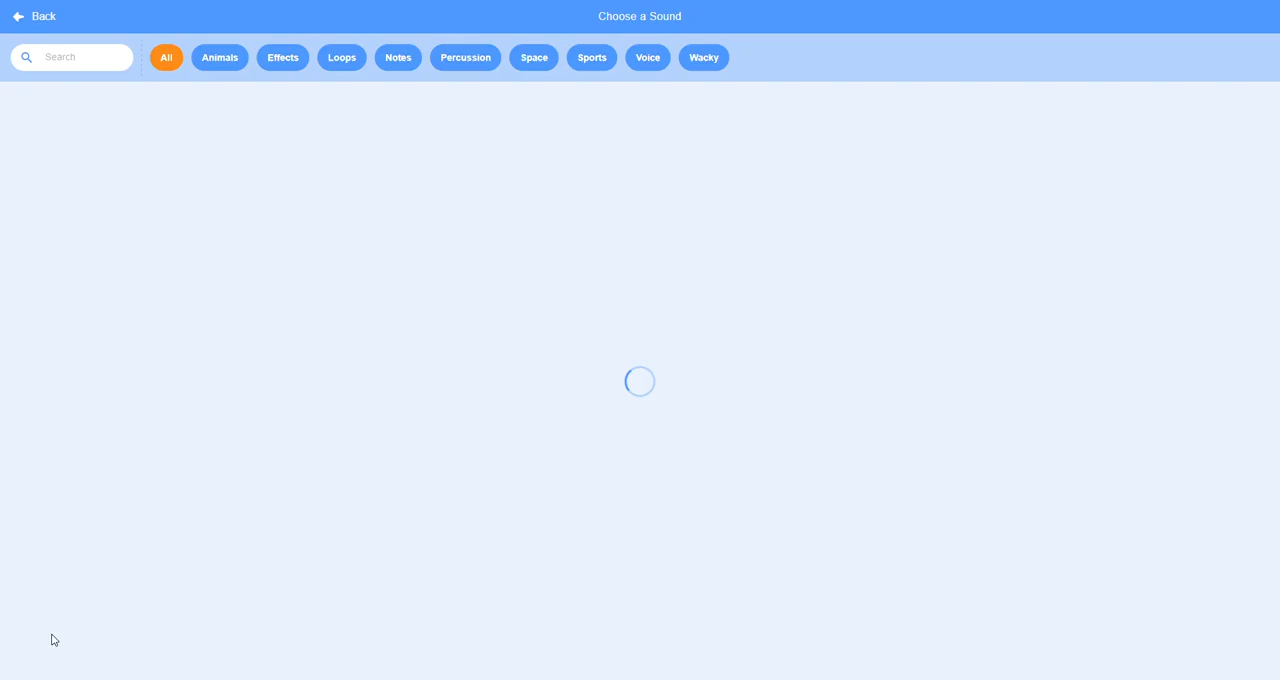 Back
Choose a Sound
Search
All
Animals
Effects
Loops
Notes
Percussion
Space
Sports
Voice
Wacky